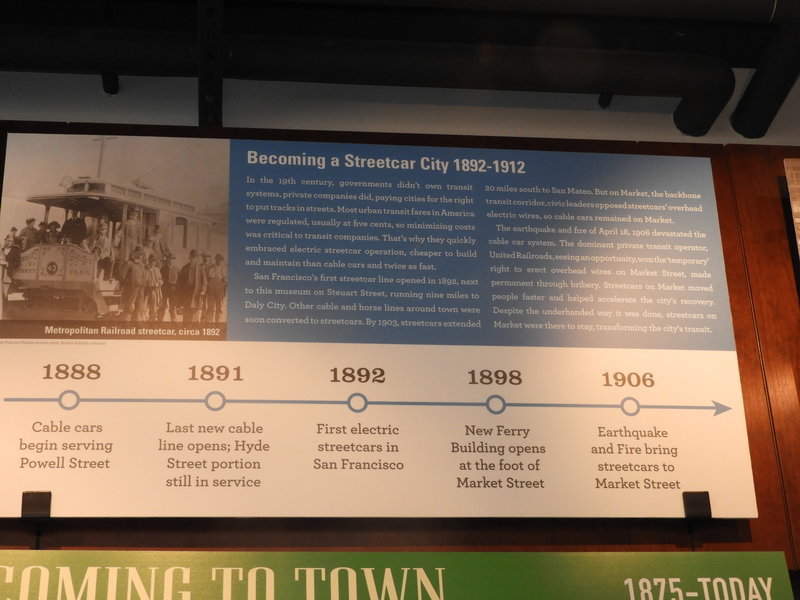 Becoming a Streetcar City 1892-1912
In the 19th century, governments didn't own transit
systems, private companies did, paying cities for the right
to put tracks in streets. Most urban transit fares in America
were regulated, usually at five cents, so minimizing costs
was critical to transit companies. That's why they quickly
embraced electric streetcar operation, cheaper to build
and maintain than cable cars and twice as fast.
San Francisco's first streetcar line opened in 1892, next
to this museum on Steuart Street, running nine miles to
Daly City. Other cable and horse lines around town were
soon converted to streetcars. By 1903, streetcars extended
20 miles south to San Mateo. But on Market, the backbone
transit corridor, civic leaders opposed streetcars' overhead
electric wires, so cable cars remained on Market.
The earthquake and fire of April 18, 1906 devastated the
cable car system. The dominant private transit operator,
United Railroads, seeing an opportunity, won the 'temporary'
right to erect overhead wires on Market Street, made
permanent through bribery. Streetcars on Market moved
people faster and helped accelerate the city's recovery.
Despite the underhanded way it was done, streetcars on
Market were there to stay, transforming the city's transit.
Metropolitan Railroad streetcar, circa 1892
1888
Cable cars
begin serving
Powell Street
1891
Last new cable
line opens; Hyde
Street portion
still in service
1892
First electric
streetcars in
San Francisco
1898
New Ferry
Building opens
at the foot of
Market Street
1906
Earthquake
and Fire bring
streetcars to
Market Street
COMING TO TOWN
1875-TODAY